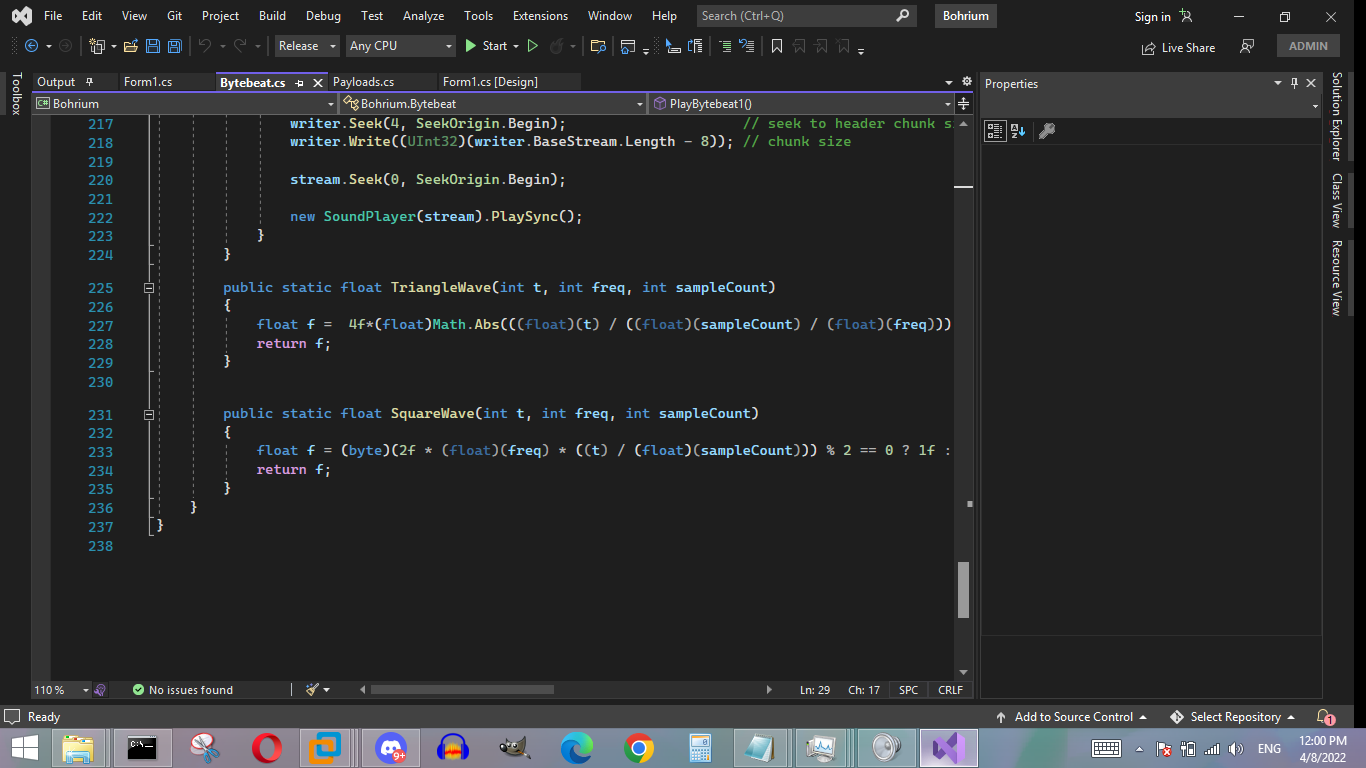 File Edit View Git Project Build Debug Test Analyze Tools Extensions Window Help Search (Ctrl+Q) Bohrium Sign in
Release Any CPU Start Live Share ADMIN
Output Form1.cs Bytebeat.cs Payloads.cs Form1.cs [Design]
Properties
Toolbox
Solution Explorer
Class View
Resource View
C# Bohrium Bohrium.Bytebeat PlayBytebeat1()
217 writer.Seek(4, SeekOrigin.Begin); // seek to header chunk s
218 writer.Write((UInt32)(writer.BaseStream.Length - 8)); // chunk size
219
220 stream.Seek(0, SeekOrigin.Begin);
221
222 new SoundPlayer(stream).PlaySync();
223 }
224 }
225 public static float TriangleWave(int t, int freq, int sampleCount)
226 {
227 float f =  4f*(float)Math.Abs(((float)(t) / ((float)(sampleCount) / (float)(freq)))
228 return f;
229 }
230
231 public static float SquareWave(int t, int freq, int sampleCount)
232 {
233 float f = (byte)(2f * (float)(freq) * ((t) / (float)(sampleCount))) % 2 == 0 ? 1f :
234 return f;
235 }
236 }
237 }
238
110 % No issues found Ln: 29 Ch: 17 SPC CRLF
Ready Add to Source Control Select Repository 1
C:\. 9+ ENG 12:00 PM
4/8/2022